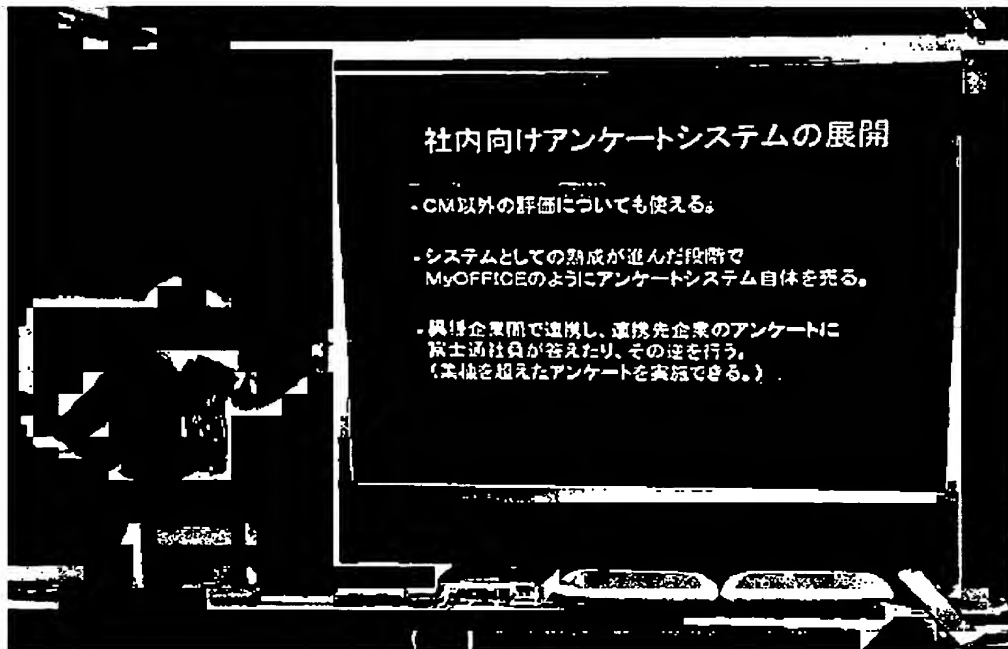 社内向けアンケートシステムの展開
・CM以外の評価についても使える。
・システムとしての熟成が進んだ段階で
MyOFFICEのようにアンケートシステム自体を売る。
・異種企業間で連携し、連携先企業のアンケートに
富士通社員が答えたり、その逆を行う。
(業種を超えたアンケートを実施できる。)